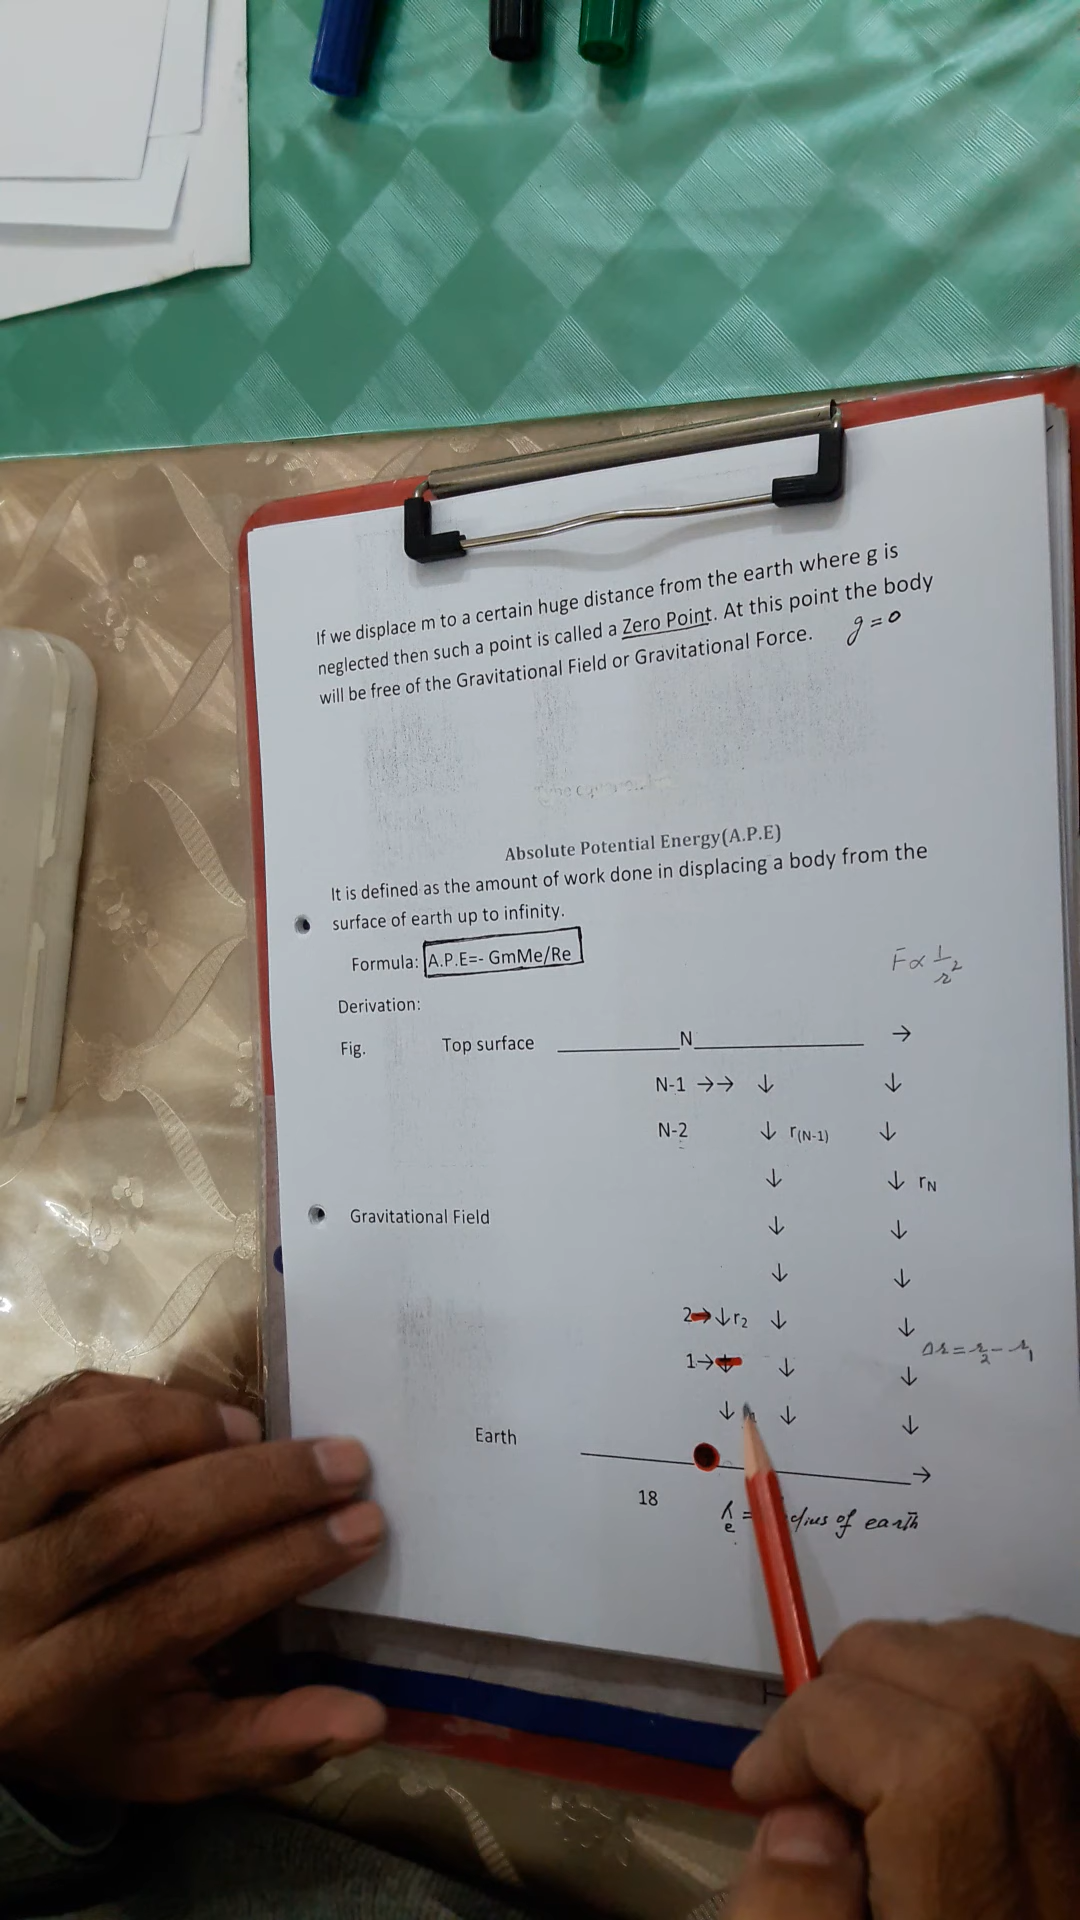 If we displace m to a certain huge distance from the earth where g is
neglected then such a point is called a Zero Point. At this point the body
will be free of the Gravitational Field or Gravitational Force. g = 0
Absolute Potential Energy(A.P.E)
It is defined as the amount of work done in displacing a body from the
surface of earth up to infinity.
Formula: A.P.E=- GmMe/Re
F ∝ 1/r²
Derivation:
Fig. Top surface N →
N-1 →→ ↓ ↓
N-2 ↓ r(N-1) ↓
↓ ↓ rN
Gravitational Field ↓ ↓
↓ ↓
2→ ↓r2 ↓ ↓
Δr = r2 - r1
1→↓ ↓ ↓
↓ ↓ ↓
Earth →
18
re = of earth